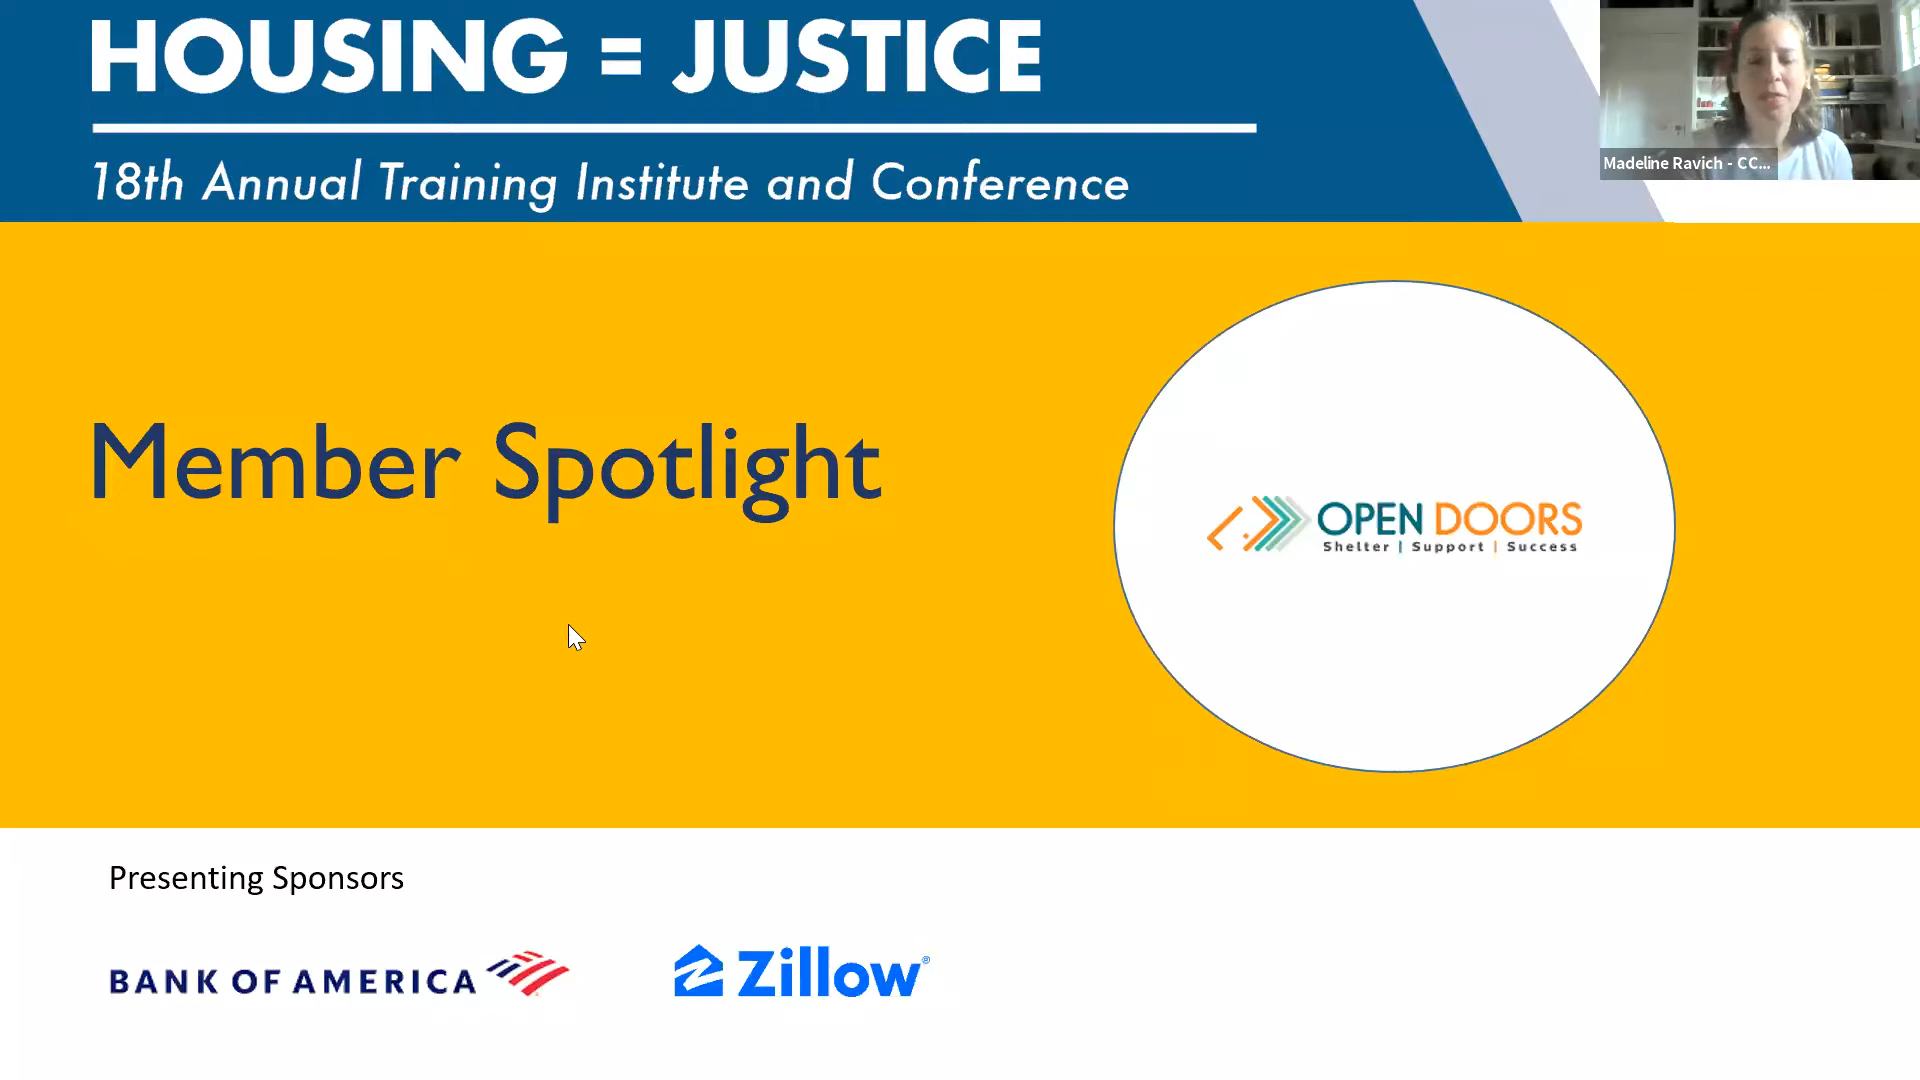 HOUSING = JUSTICE
18th Annual Training Institute and Conference
Madeline Ravich - CC...
Member Spotlight
OPEN DOORS
Shelter | Support | Success
Presenting Sponsors
BANK OF AMERICA
Zillow®